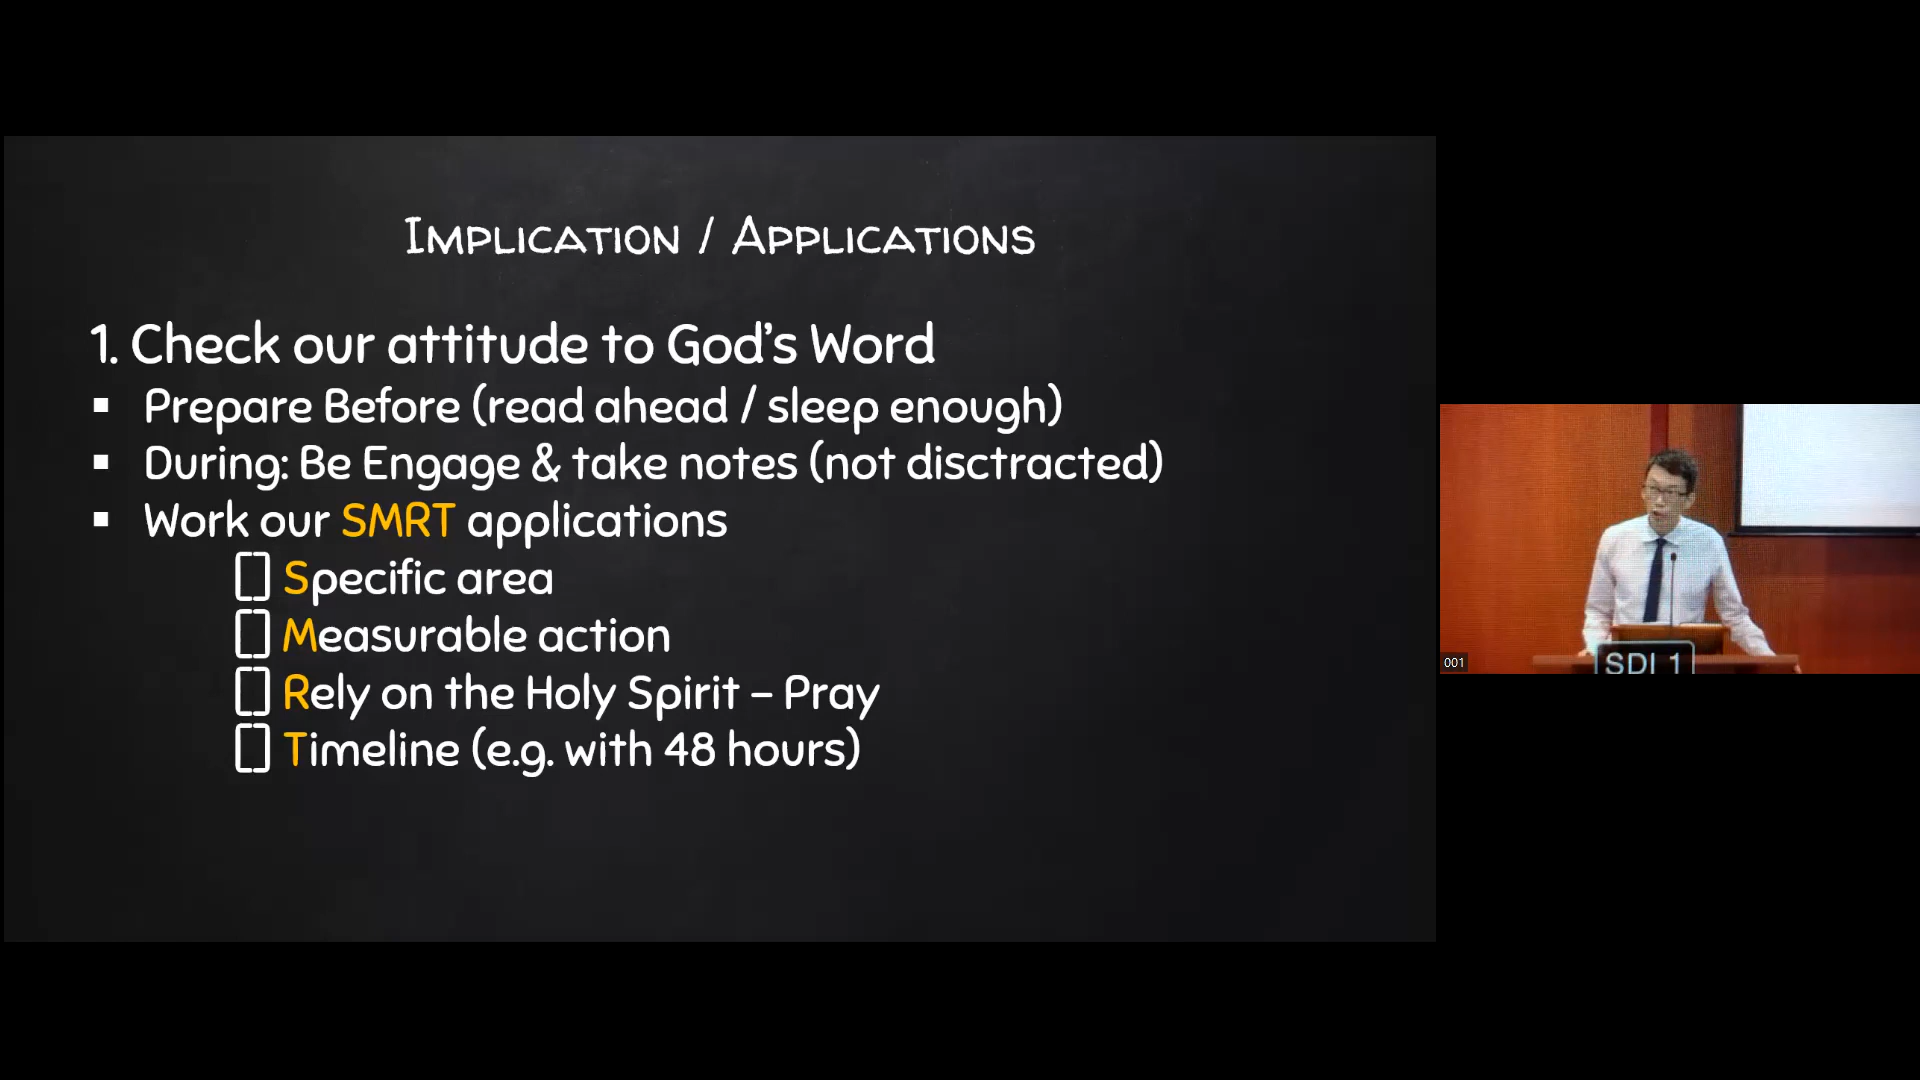 Implication / Applications
1. Check our attitude to God's Word
▪ Prepare Before (read ahead / sleep enough)
▪ During: Be Engage & take notes (not disctracted)
▪ Work our SMRT applications
[] Specific area
[] Measurable action
[] Rely on the Holy Spirit – Pray
[] Timeline (e.g. with 48 hours)
001
SDL 1